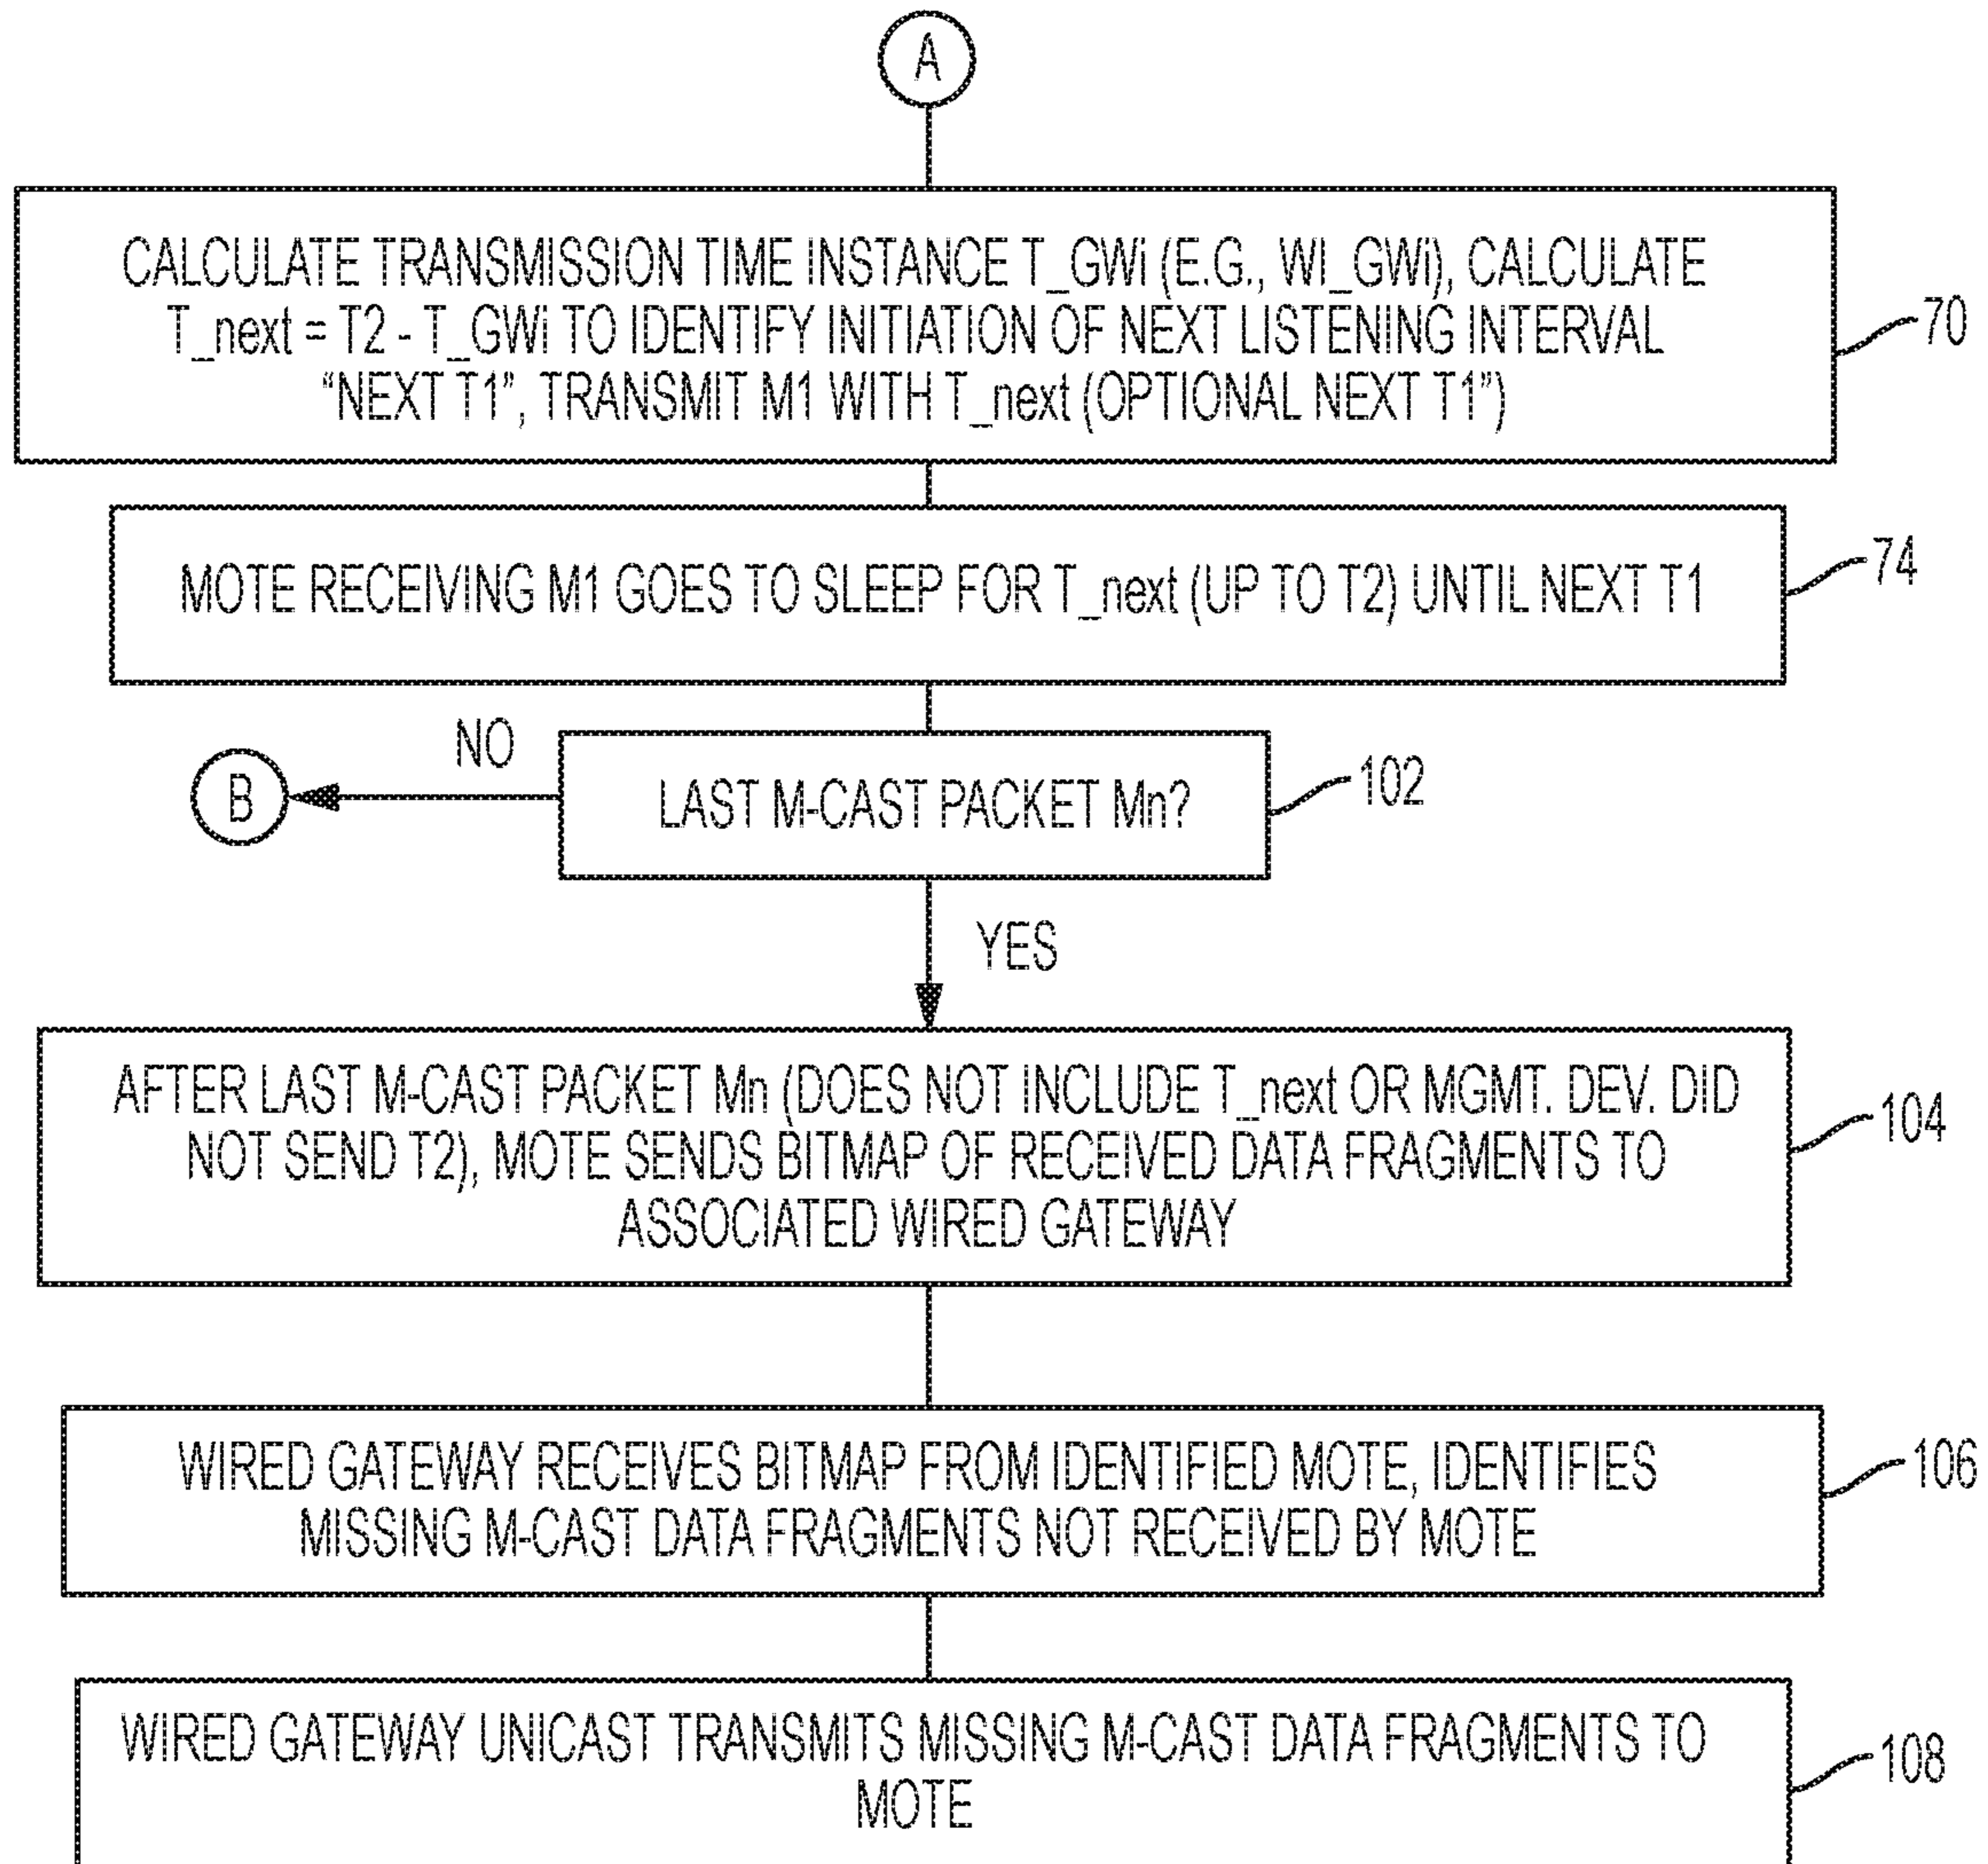 A
CALCULATE TRANSMISSION TIME INSTANCE T_GWi (E.G., WI_GWi), CALCULATE
T_next = T2 - T_GWi TO IDENTIFY INITIATION OF NEXT LISTENING INTERVAL
“NEXT T1”, TRANSMIT M1 WITH T_next (OPTIONAL NEXT T1”)
70
MOTE RECEIVING M1 GOES TO SLEEP FOR T_next (UP TO T2) UNTIL NEXT T1
74
NO
B
LAST M-CAST PACKET Mn?
102
YES
AFTER LAST M-CAST PACKET Mn (DOES NOT INCLUDE T_next OR MGMT. DEV. DID
NOT SEND T2), MOTE SENDS BITMAP OF RECEIVED DATA FRAGMENTS TO
ASSOCIATED WIRED GATEWAY
104
WIRED GATEWAY RECEIVES BITMAP FROM IDENTIFIED MOTE, IDENTIFIES
MISSING M-CAST DATA FRAGMENTS NOT RECEIVED BY MOTE
106
WIRED GATEWAY UNICAST TRANSMITS MISSING M-CAST DATA FRAGMENTS TO
MOTE
108